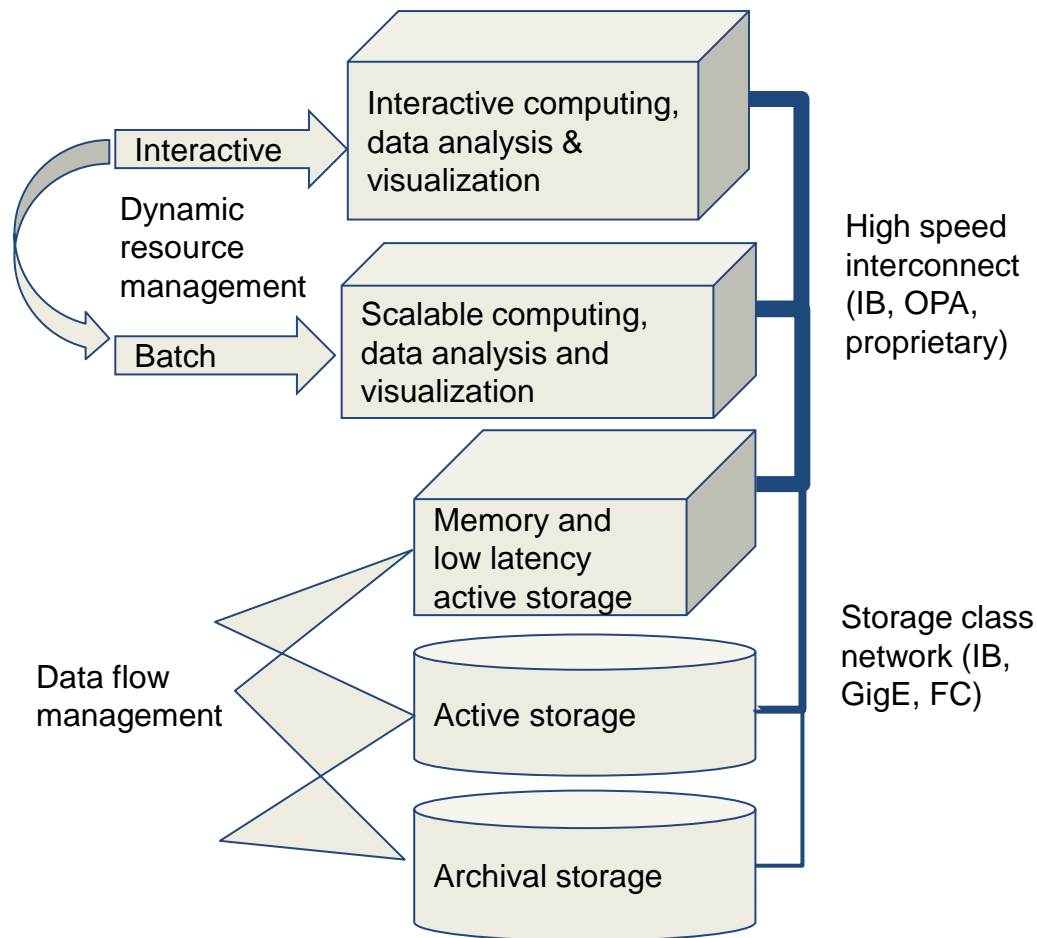 Interactive computing,
data analysis &
visualization
Interactive
Dynamic
resource
management
High speed
interconnect
(IB, OPA,
proprietary)
Scalable computing,
data analysis and
visualization
Batch
Memory and
low latency
active storage
Storage class
network (IB,
GigE, FC)
Data flow
management
Active storage
Archival storage